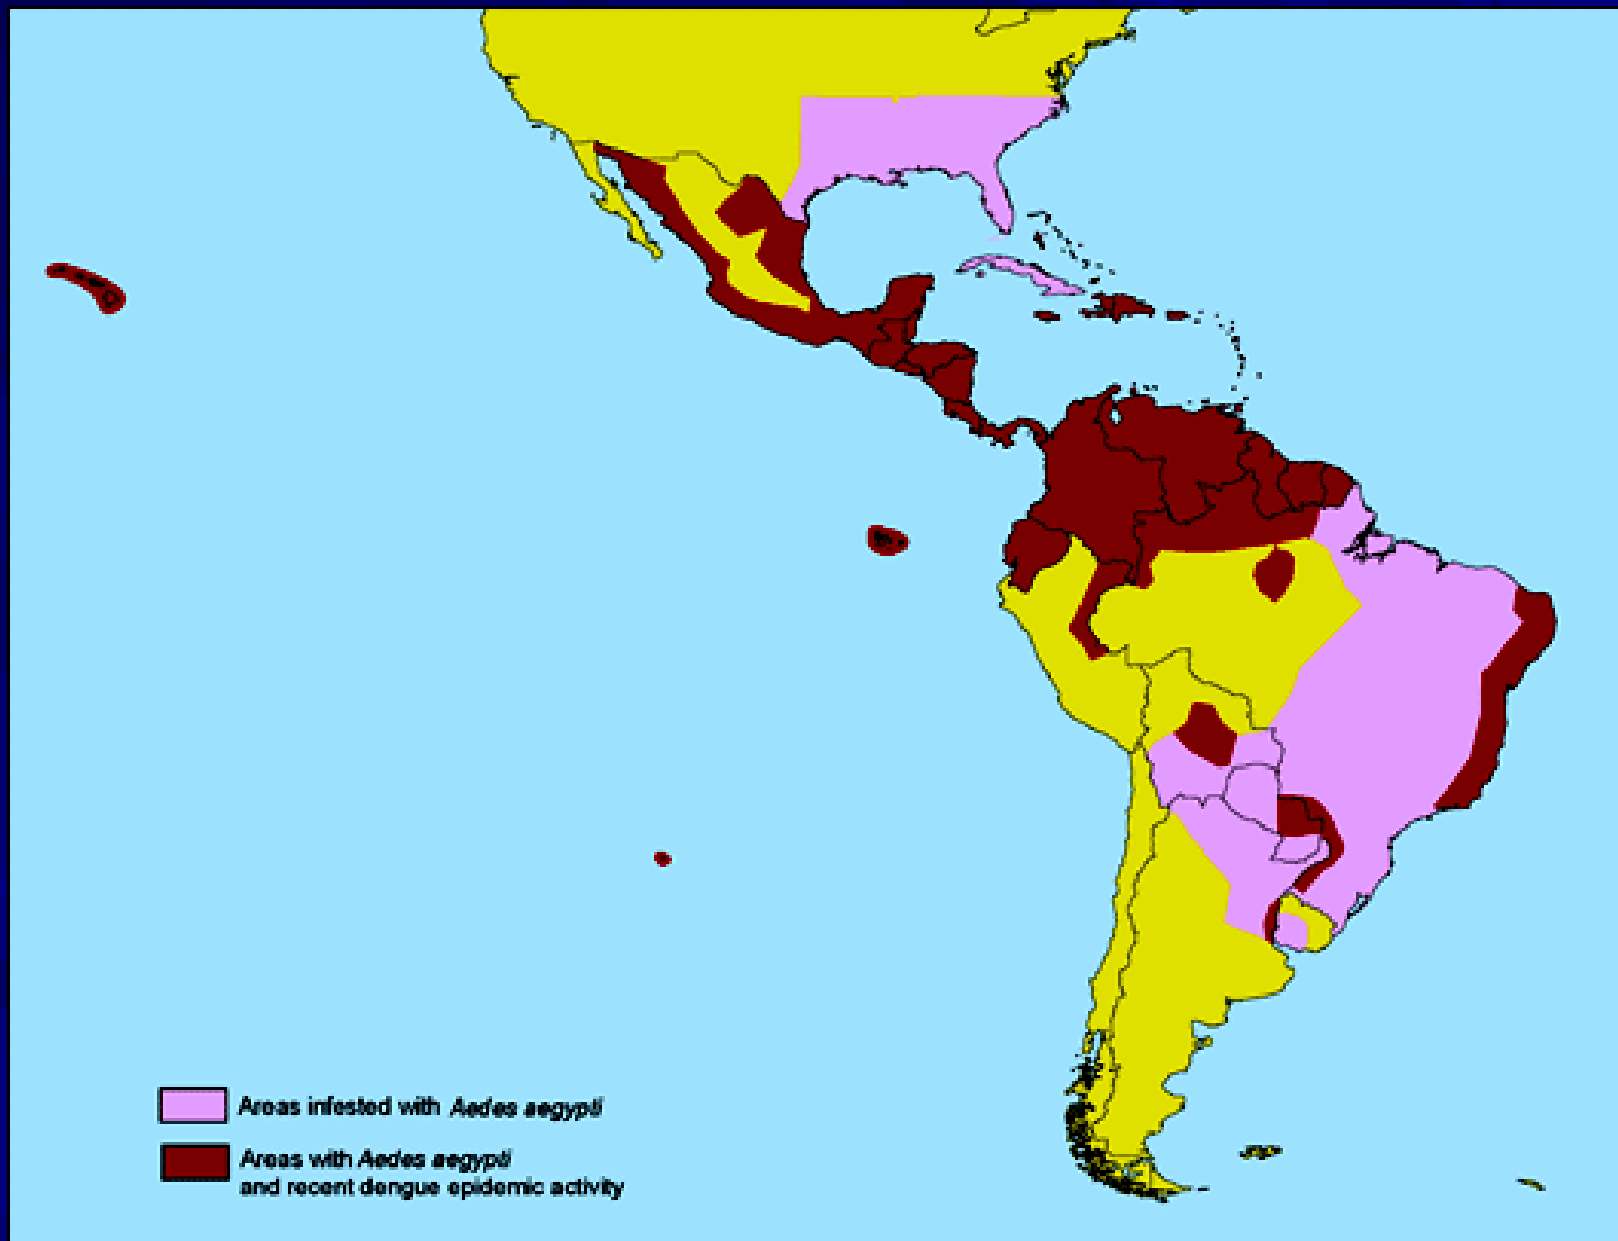 Areas infested with Aedes aegypti
Areas with Aedes aegypti
and recent dengue epidemic activity